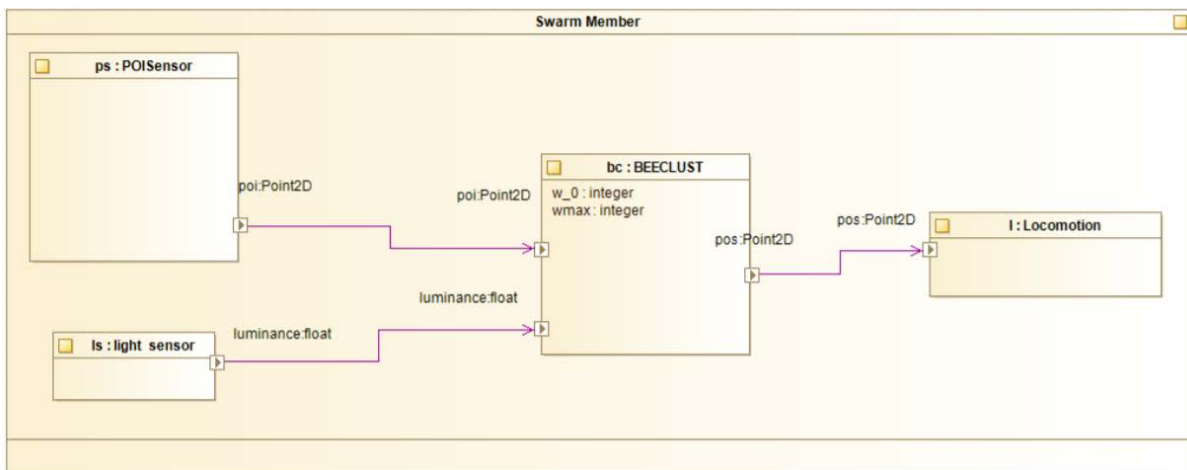 Swarm Member
ps : POISensor
poi:Point2D
poi:Point2D
bc : BEECLUST
w_0 : integer
wmax : integer
pos:Point2D
pos:Point2D
l : Locomotion
luminance:float
luminance:float
ls : light sensor